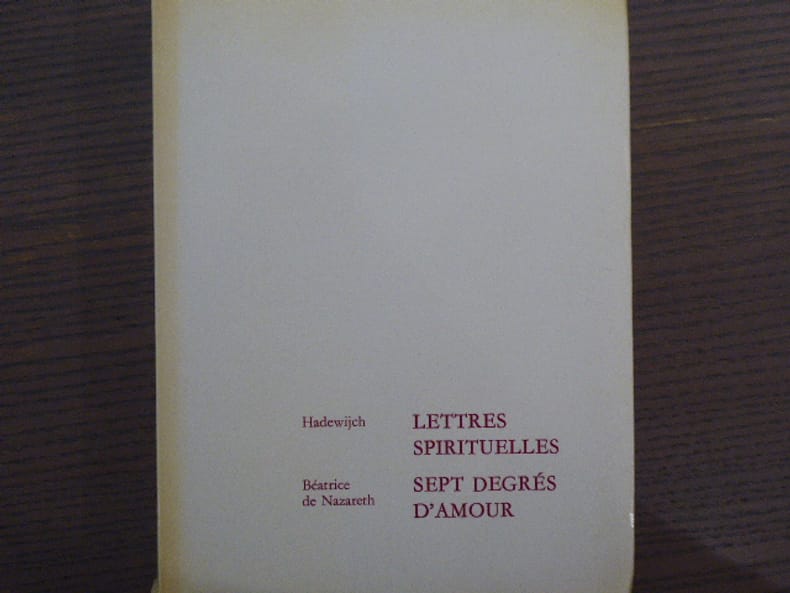 Hadewijch LETTRES
SPIRITUELLES
Béatrice SEPT DEGRÉS
de Nazareth D'AMOUR